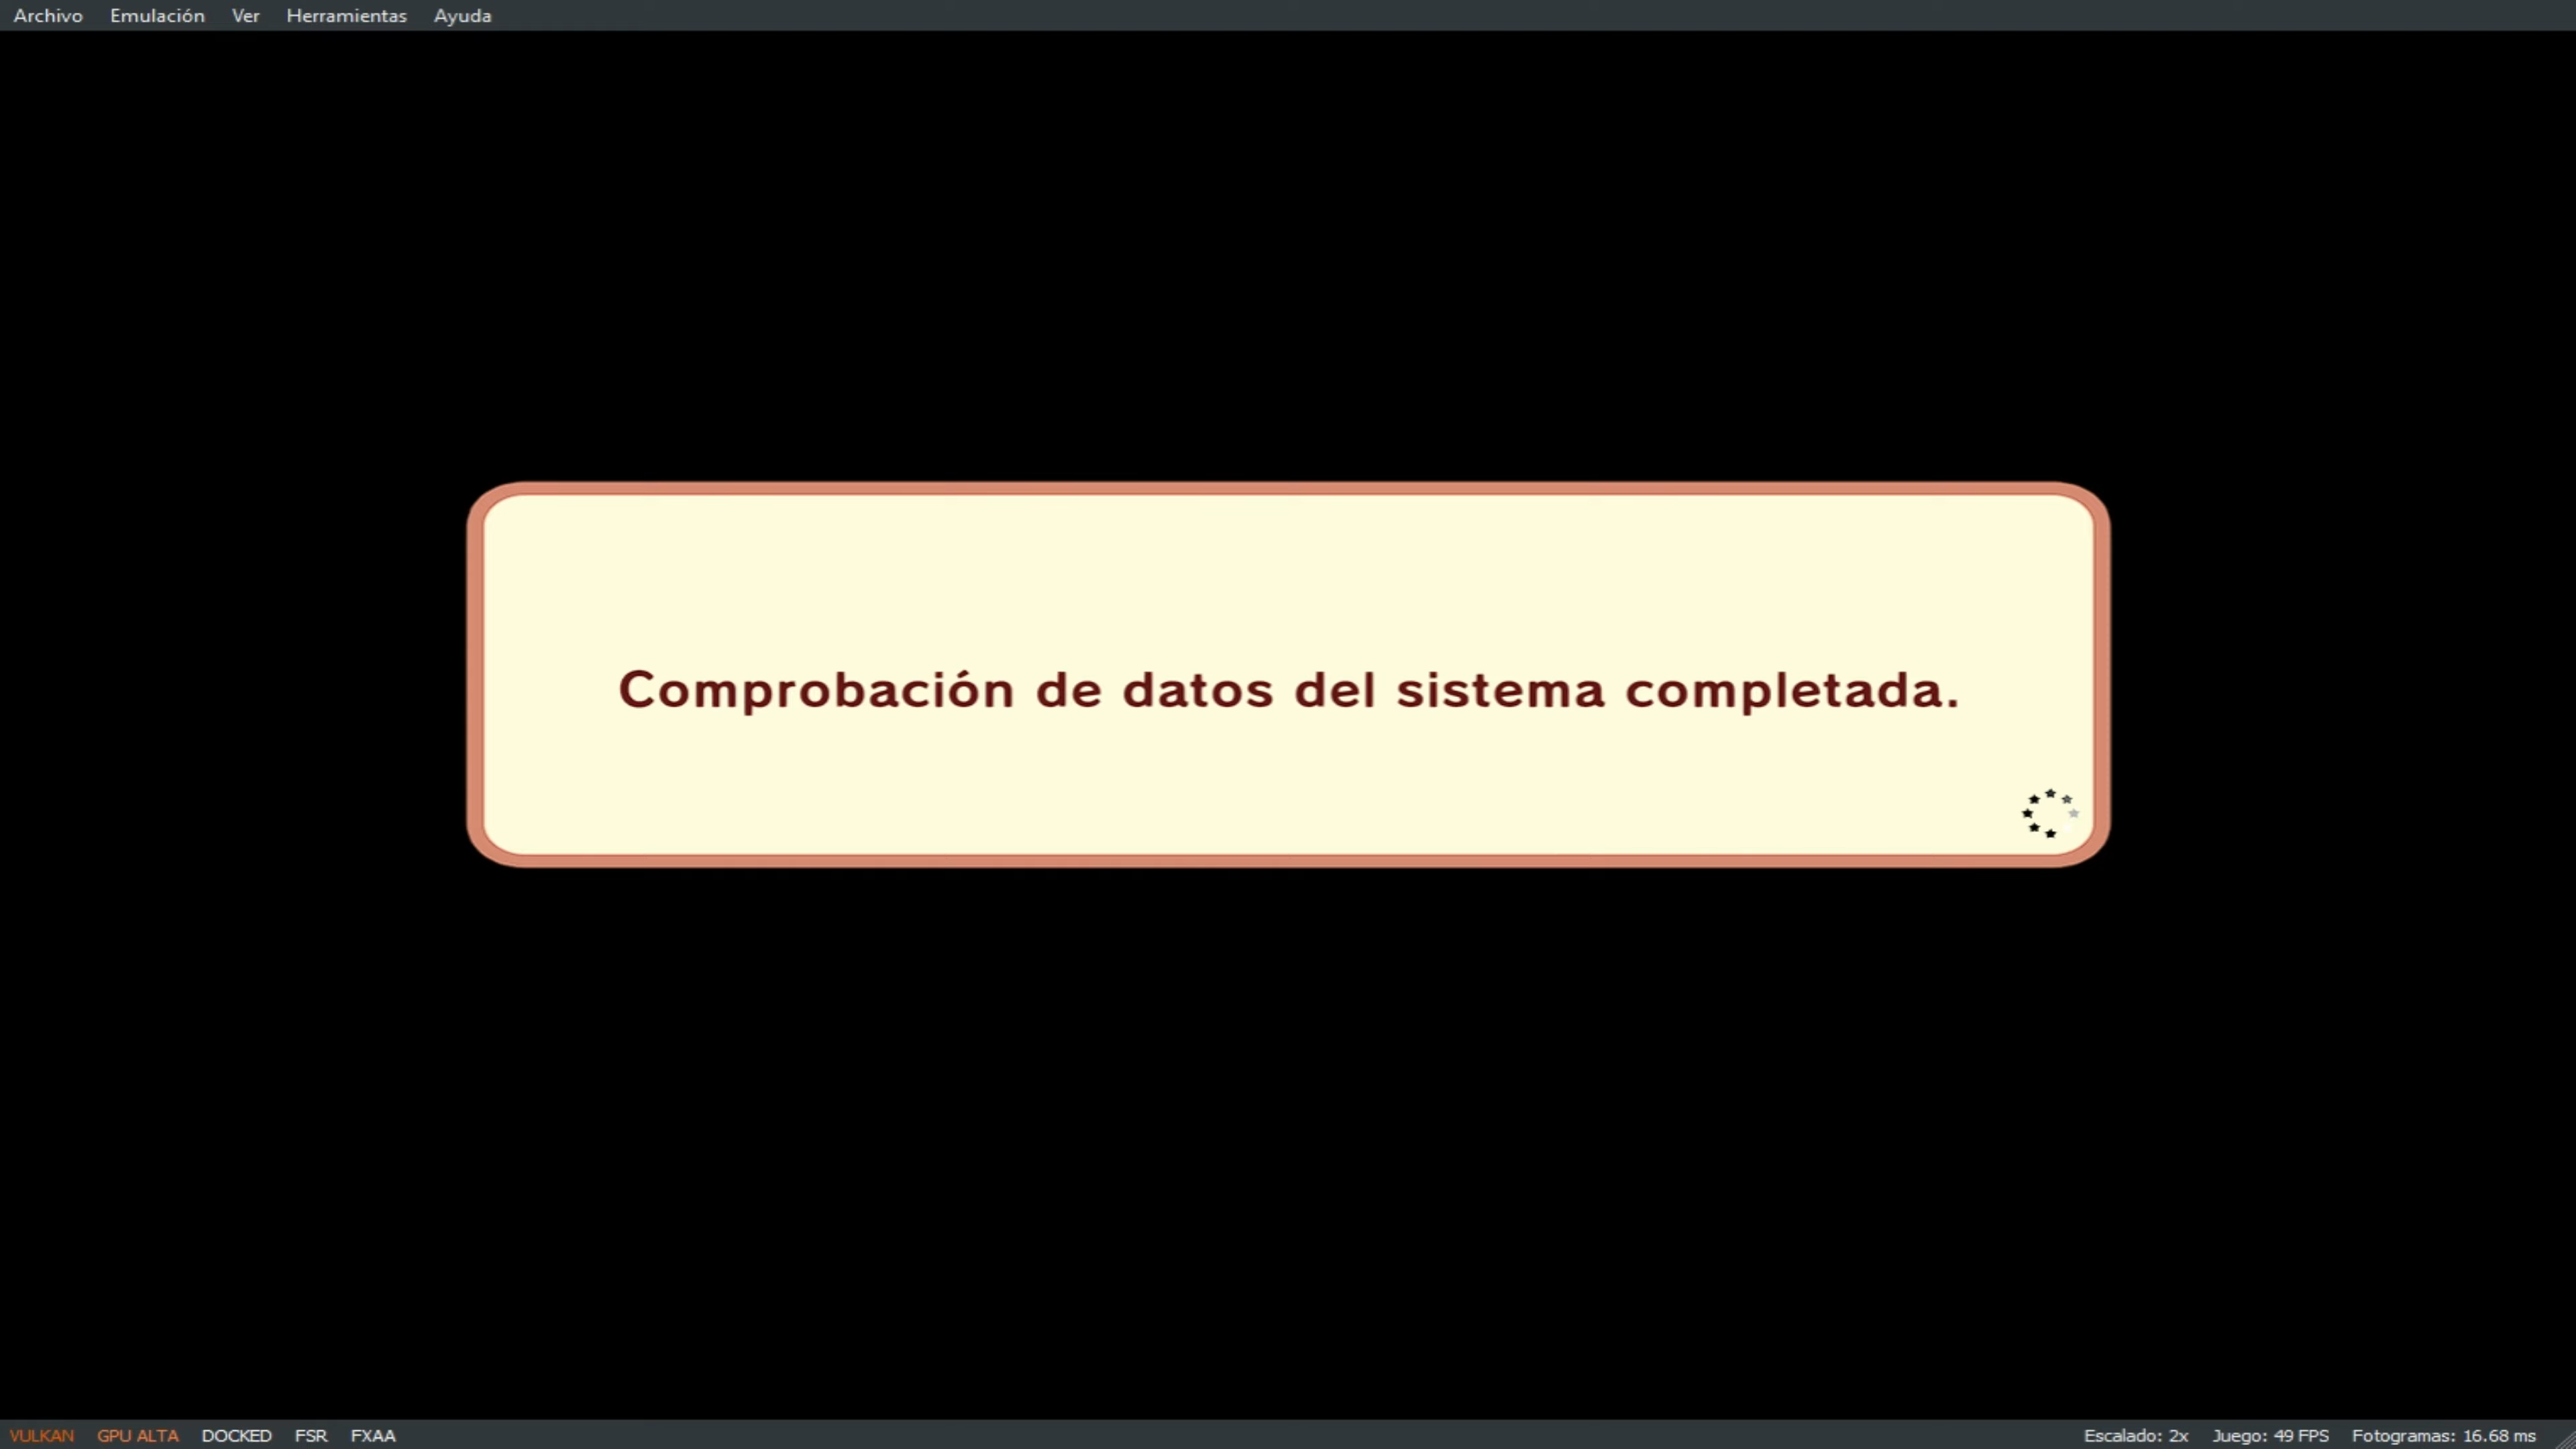 Archivo Emulación Ver Herramientas Ayuda
Comprobación de datos del sistema completada.
VULKAN GPU ALTA DOCKED FSR FXAA Escalado: 2x Juego: 49 FPS Fotogramas: 16.68 ms